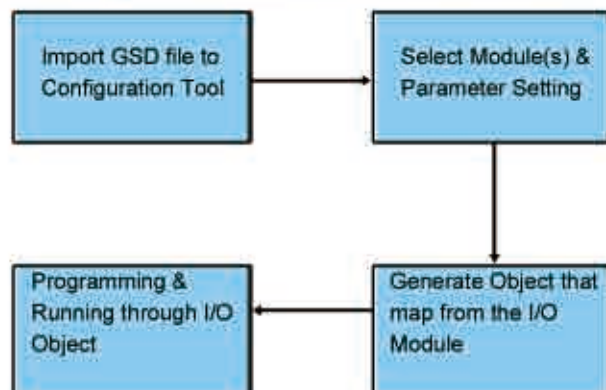 Import GSD file to
Configuration Tool
Select Module(s) &
Parameter Setting
Generate Object that
map from the I/O
Module
Programming &
Running through I/O
Object